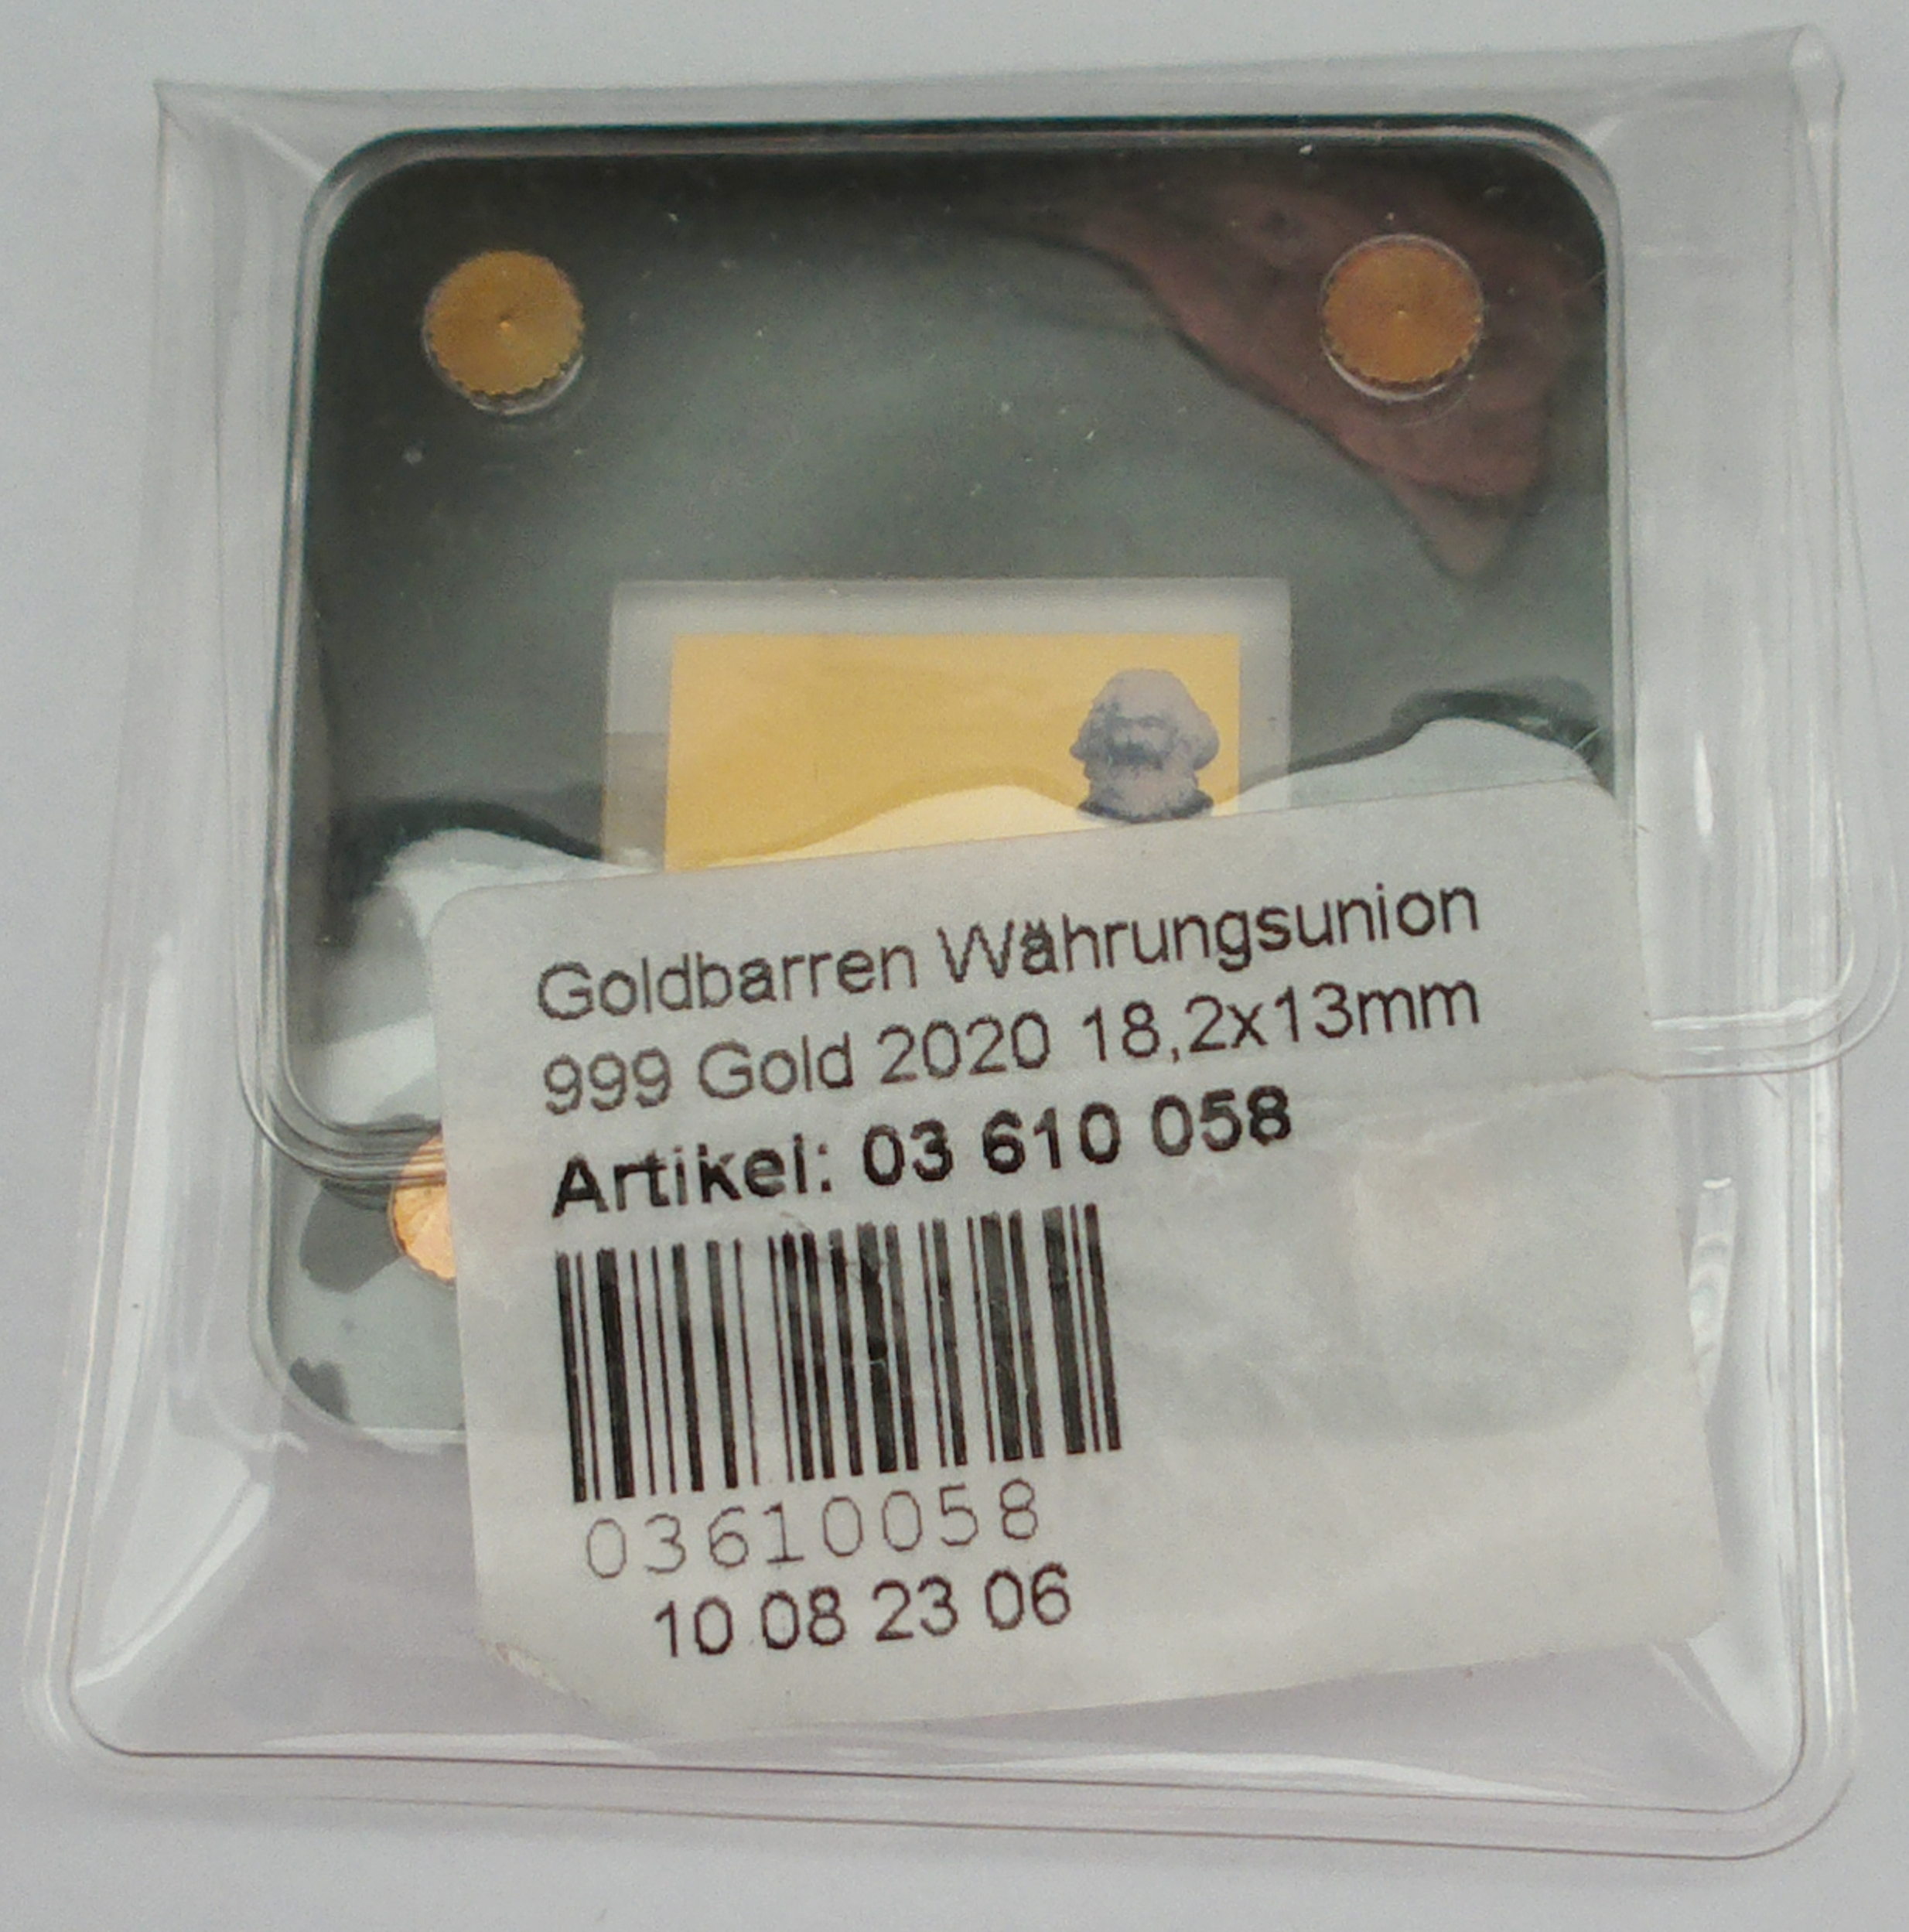 Goldbarren Währungsunion
999 Gold 2020 18,2x13mm
Artikel: 03 610 058
03610058
10 08 23 06